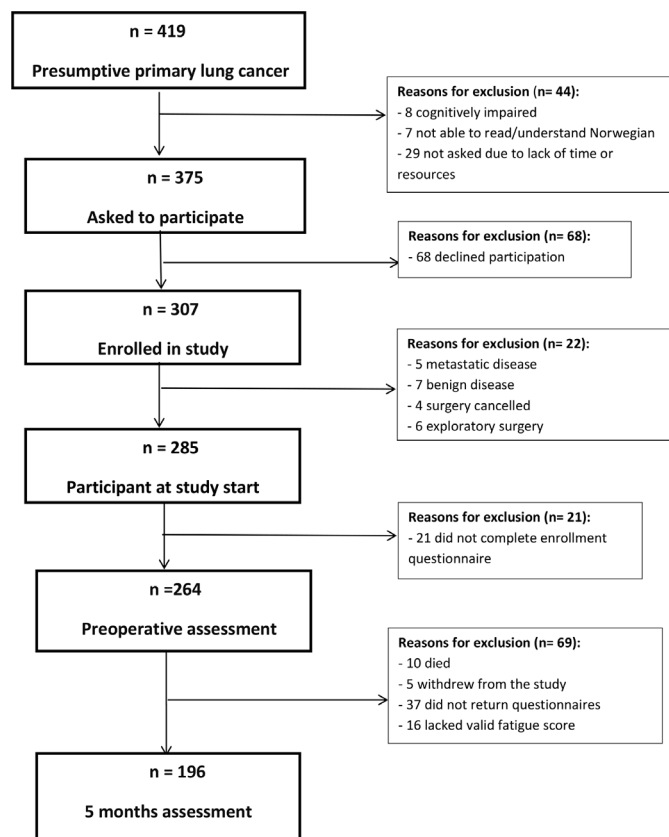 n = 419
Presumptive primary lung cancer
Reasons for exclusion (n= 44):
- 8 cognitively impaired
- 7 not able to read/understand Norwegian
- 29 not asked due to lack of time or
resources
n = 375
Asked to participate
Reasons for exclusion (n= 68):
- 68 declined participation
n = 307
Enrolled in study
Reasons for exclusion (n= 22):
- 5 metastatic disease
- 7 benign disease
- 4 surgery cancelled
- 6 exploratory surgery
n = 285
Participant at study start
Reasons for exclusion (n= 21):
- 21 did not complete enrollment
questionnaire
n =264
Preoperative assessment
Reasons for exclusion (n= 69):
- 10 died
- 5 withdrew from the study
- 37 did not return questionnaires
- 16 lacked valid fatigue score
n = 196
5 months assessment